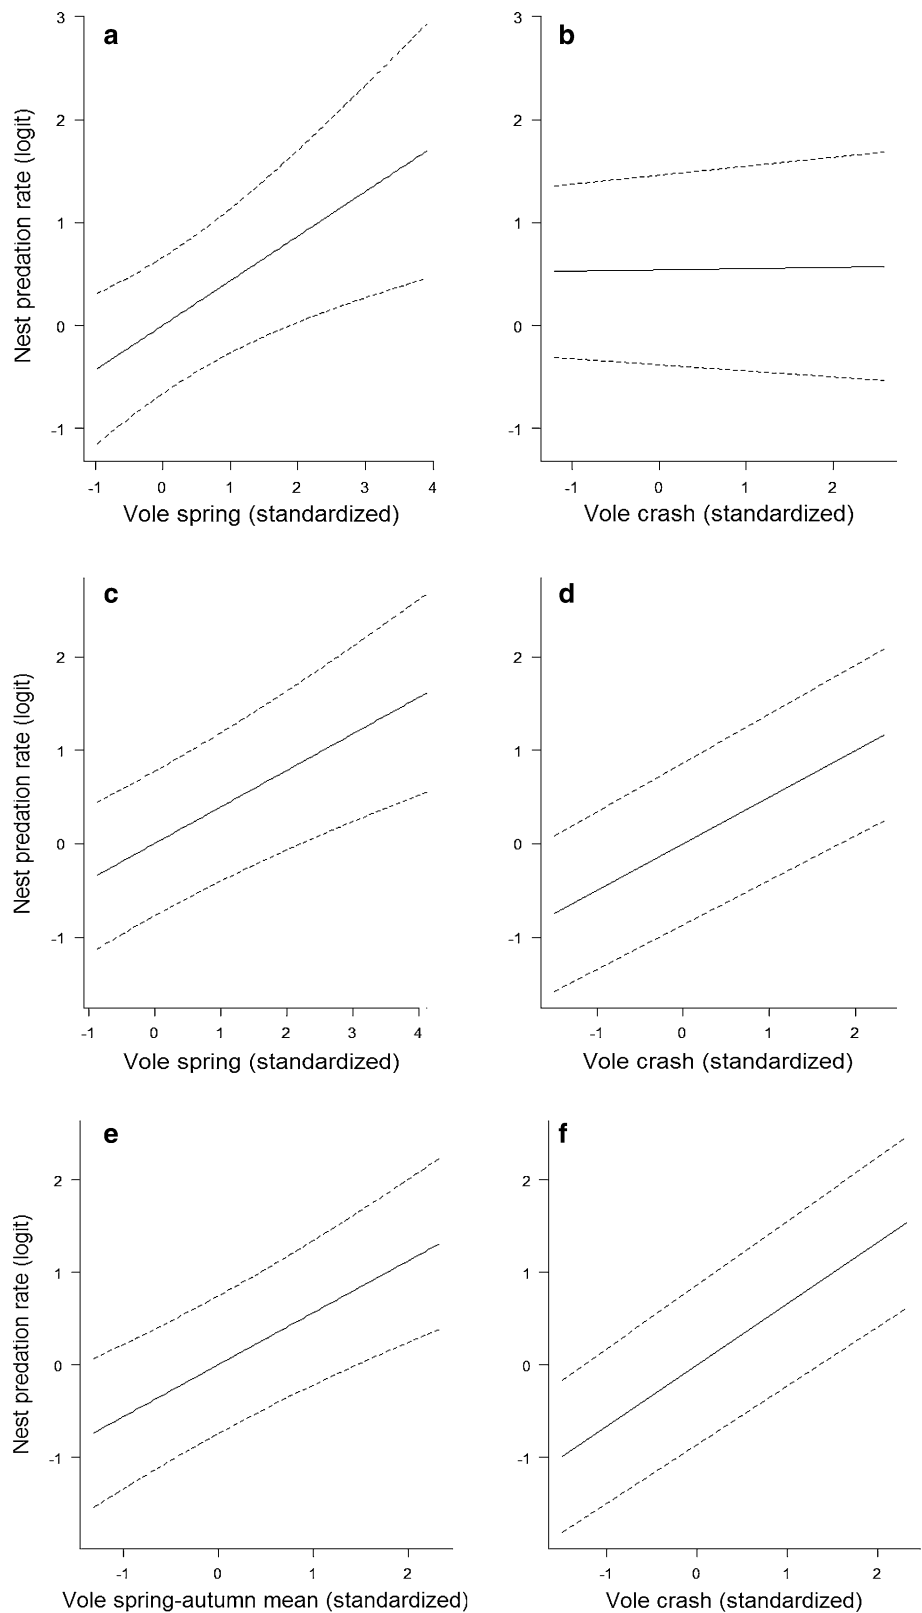 a
b
3
2
1
0
-1
Nest predation rate (logit)
-1 0 1 2 3 4
Vole spring (standardized)
3
2
1
0
-1
-1 0 1 2
Vole crash (standardized)
c
d
2
1
0
-1
Nest predation rate (logit)
-1 0 1 2 3 4
Vole spring (standardized)
2
1
0
-1
-1 0 1 2
Vole crash (standardized)
e
f
2
1
0
-1
Nest predation rate (logit)
-1 0 1 2
Vole spring-autumn mean (standardized)
2
1
0
-1
-1 0 1 2
Vole crash (standardized)